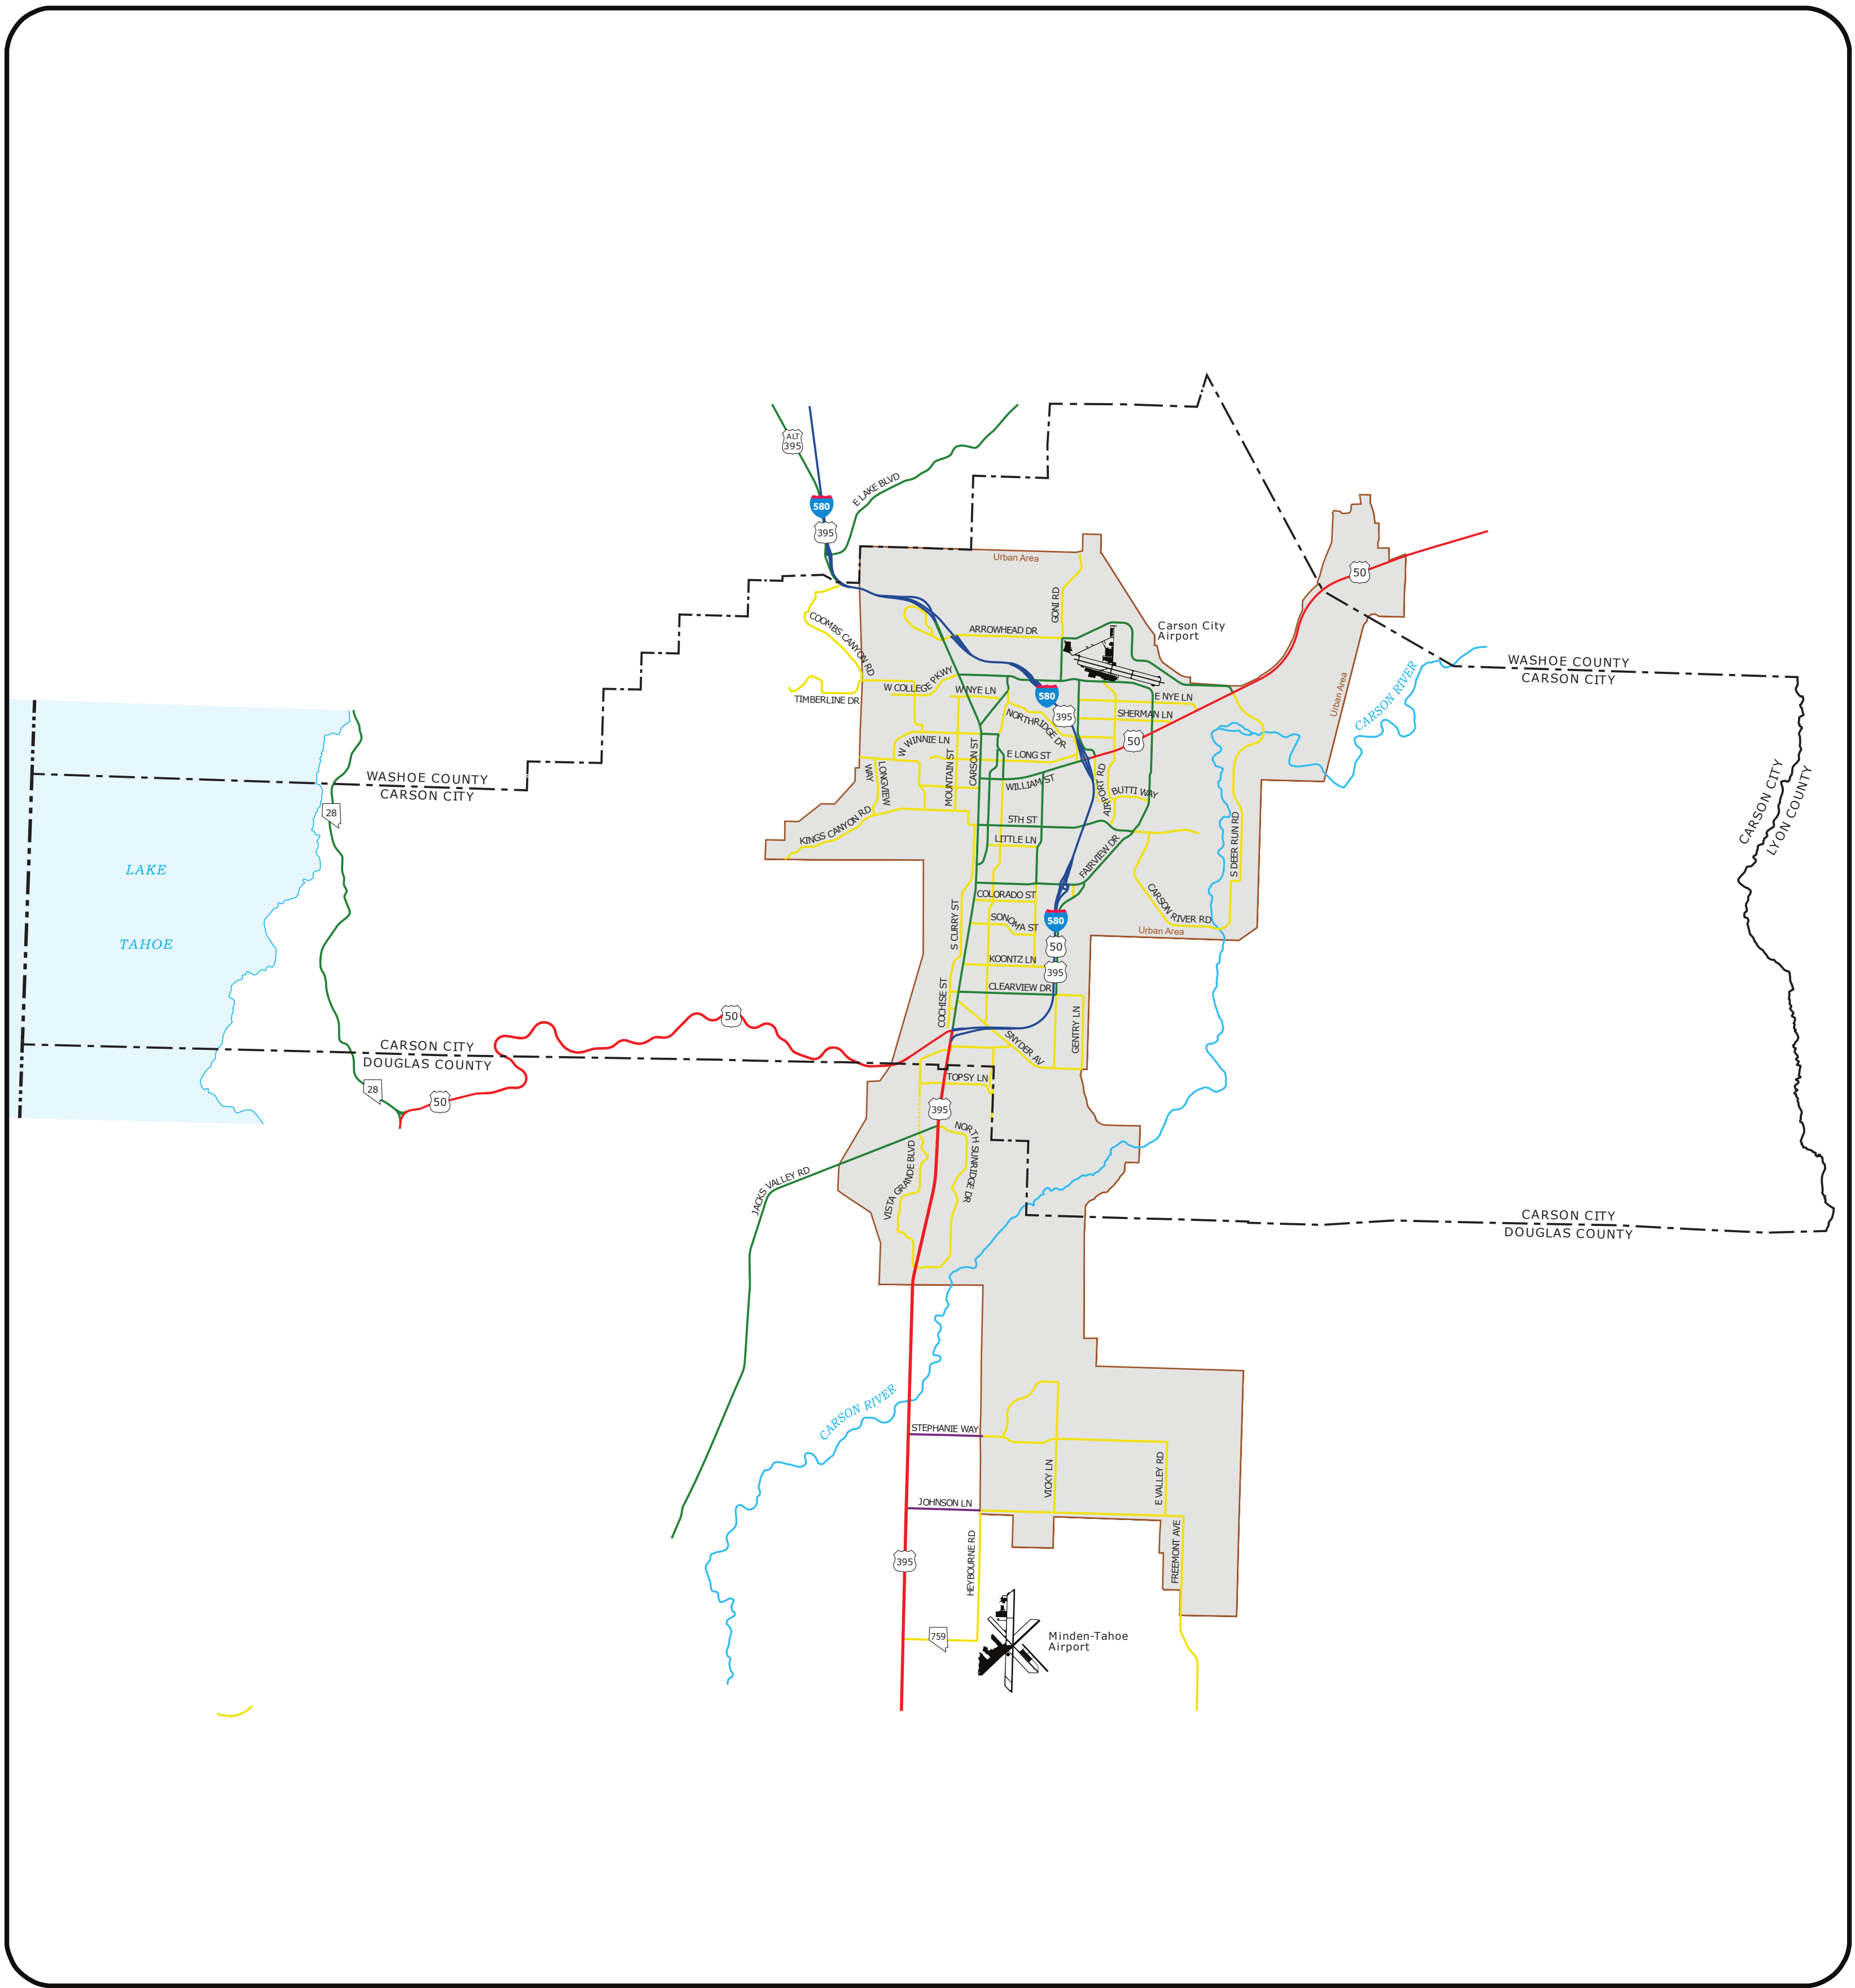 ALT
395
580
395
E LAKE BLVD
Urban Area
50
GONI RD
ARROWHEAD DR
Carson City
Airport
COOMBS CANYON RD
WASHOE COUNTY
CARSON CITY
CARSON RIVER
Urban Area
W COLLEGE PKWY
W NYE LN
580
E NYE LN
TIMBERLINE DR
395
SHERMAN LN
NORTHRIDGE DR
50
W WINNIE LN
E LONG ST
CARSON ST
MOUNTAIN ST
LONGVIEW
WAY
WILLIAM ST
AIRPORT RD
BUTTI WAY
WASHOE COUNTY
CARSON CITY
CARSON CITY
LYON COUNTY
28
KINGS CANYON RD
5TH ST
LITTLE LN
FAIRVIEW DR
S DEER RUN RD
LAKE
TAHOE
COLORADO ST
CARSON RIVER RD
S CURRY ST
SONOMA ST
580
Urban Area
50
KOONTZ LN
395
CLEARVIEW DR
COCHISE ST
50
GENTRY LN
SNYDER AV
CARSON CITY
DOUGLAS COUNTY
TOPSY LN
28
50
395
NORTH SUNRIDGE DR
VISTA GRANDE BLVD
JACKS VALLEY RD
CARSON CITY
DOUGLAS COUNTY
CARSON RIVER
STEPHANIE WAY
VICKY LN
E VALLEY RD
JOHNSON LN
HEYBOURNE RD
FREEMONT AVE
395
759
Minden-Tahoe
Airport